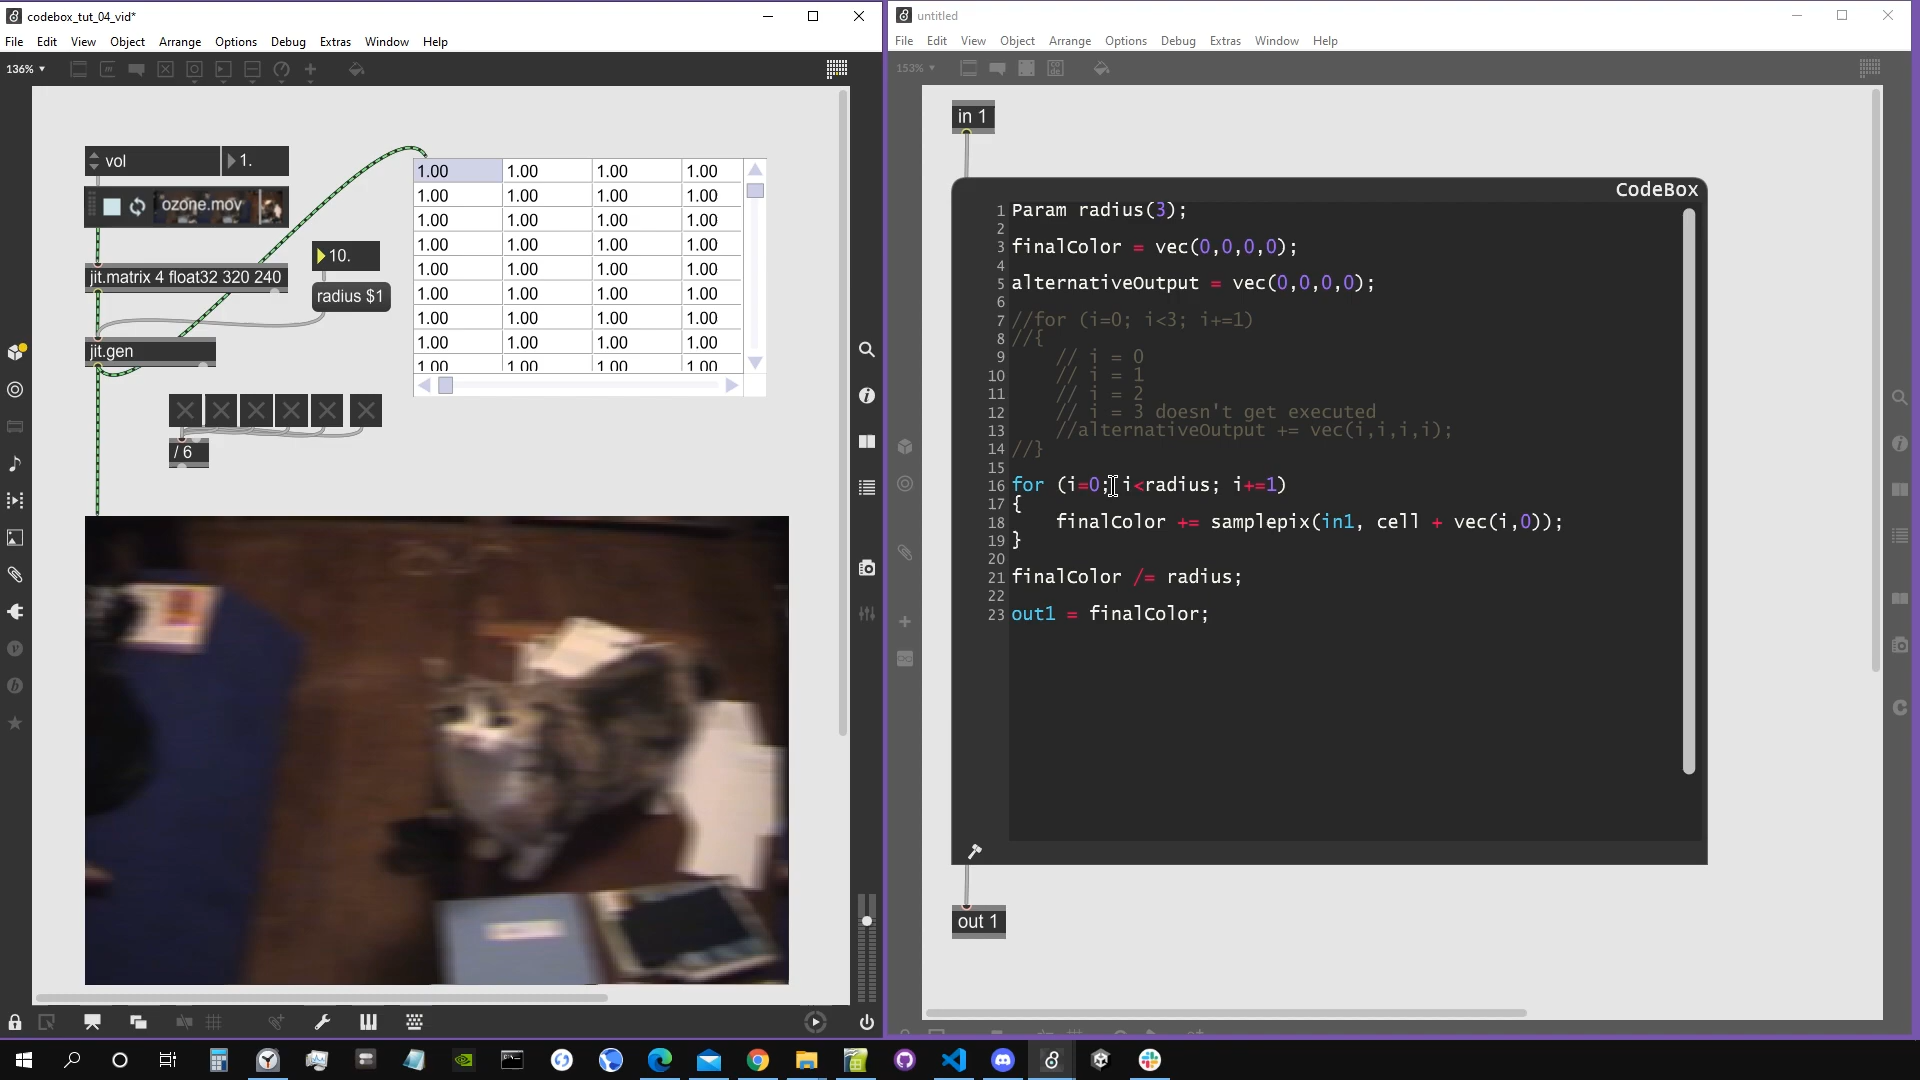 codebox_tut_04_vid*
File Edit View Object Arrange Options Debug Extras Window Help
136%
vol
1.
ozone.mov
jit.matrix 4 float32 320 240
10.
radius $1
jit.gen
/ 6
1.00 1.00 1.00 1.00
1.00 1.00 1.00 1.00
1.00 1.00 1.00 1.00
1.00 1.00 1.00 1.00
1.00 1.00 1.00 1.00
1.00 1.00 1.00 1.00
1.00 1.00 1.00 1.00
1.00 1.00 1.00 1.00
1.00 1.00 1.00 1.00
untitled
File Edit View Object Arrange Options Debug Extras Window Help
153%
in 1
CodeBox
1 Param radius(3);
2
3 finalColor = vec(0,0,0,0);
4
5 alternativeOutput = vec(0,0,0,0);
6
7 //for (i=0; i<3; i+=1)
8 //{
9 // i = 0
10 // i = 1
11 // i = 2
12 // i = 3 doesn't get executed
13 //alternativeOutput += vec(i,i,i,i);
14 //}
15
16 for (i=0; i<radius; i+=1)
17 {
18 finalColor += samplepix(in1, cell + vec(i,0));
19 }
20
21 finalColor /= radius;
22
23 out1 = finalColor;
out 1